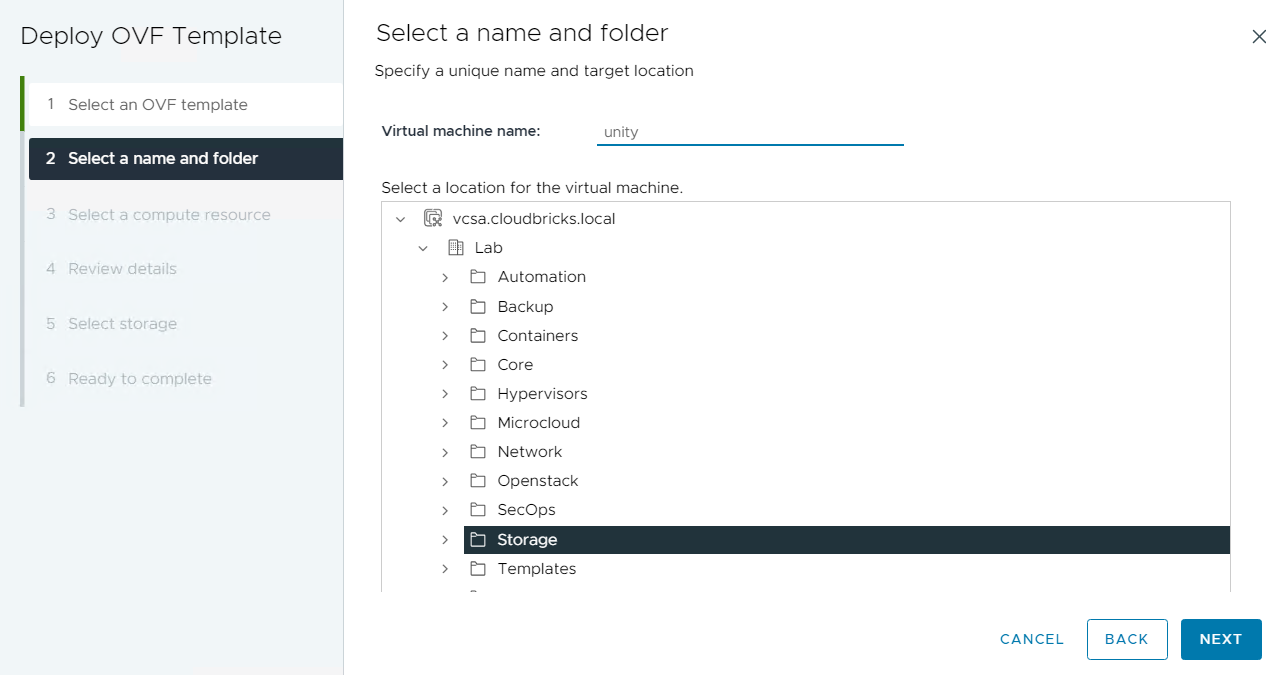 Deploy OVF Template
1 Select an OVF template
2 Select a name and folder
3 Select a compute resource
4 Review details
5 Select storage
6 Ready to complete
Select a name and folder
Specify a unique name and target location
Virtual machine name: unity
Select a location for the virtual machine.
vcsa.cloudbricks.local
Lab
Automation
Backup
Containers
Core
Hypervisors
Microcloud
Network
Openstack
SecOps
Storage
Templates
CANCEL BACK NEXT